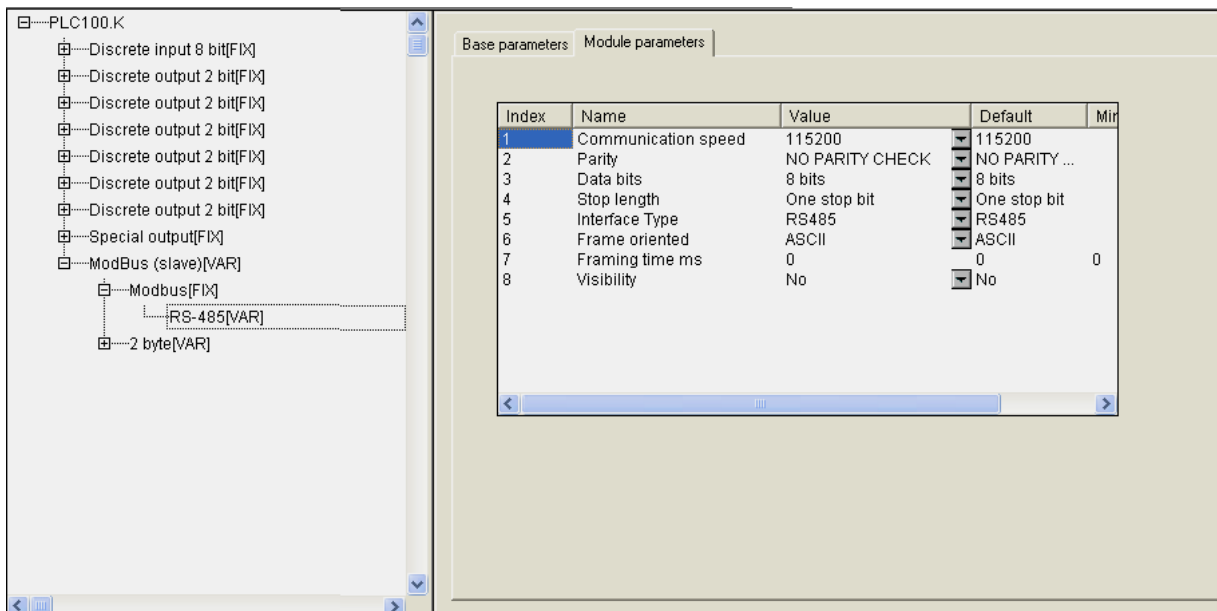 PLC100.K
Discrete input 8 bit[FIX]
Discrete output 2 bit[FIX]
Discrete output 2 bit[FIX]
Discrete output 2 bit[FIX]
Discrete output 2 bit[FIX]
Discrete output 2 bit[FIX]
Discrete output 2 bit[FIX]
Special output[FIX]
ModBus (slave)[VAR]
Modbus[FIX]
RS-485[VAR]
2 byte[VAR]
Base parameters Module parameters
Index Name Value Default Mir
1 Communication speed 115200 115200
2 Parity NO PARITY CHECK NO PARITY ...
3 Data bits 8 bits 8 bits
4 Stop length One stop bit One stop bit
5 Interface Type RS485 RS485
6 Frame oriented ASCII ASCII
7 Framing time ms 0 0 0
8 Visibility No No